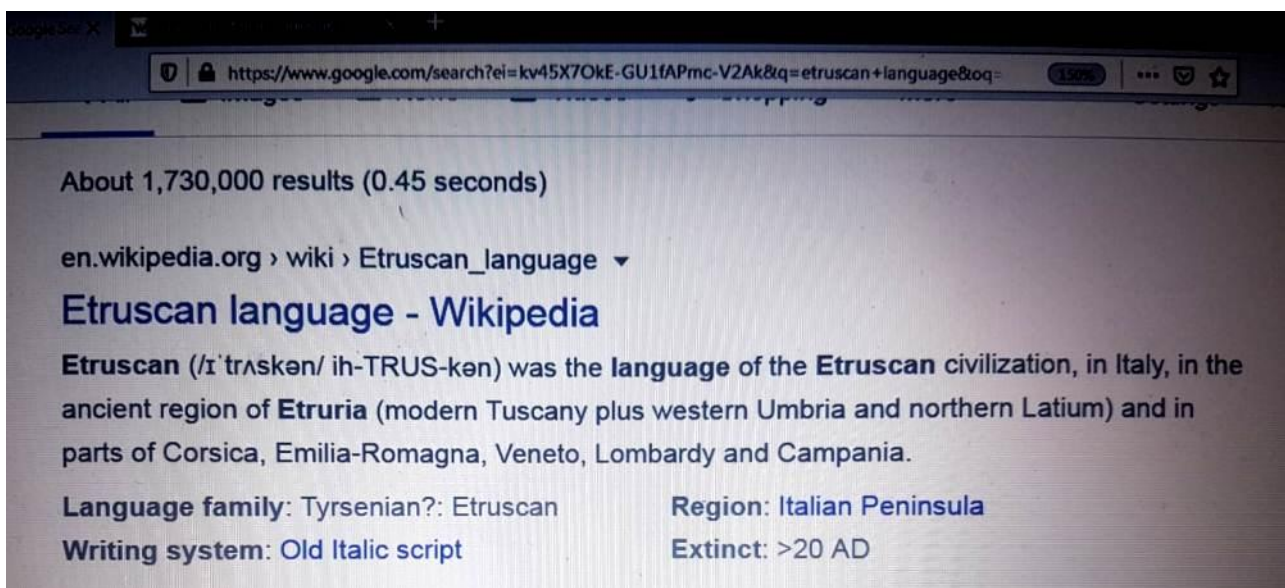 https://www.google.com/search?ei=kv45X7OkE-GU1fAPmc-V2Ak&q=etruscan+language&oq= 150%
About 1,730,000 results (0.45 seconds)
en.wikipedia.org › wiki › Etruscan_language
Etruscan language - Wikipedia
Etruscan (/ɪˈtrʌskən/ ih-TRUS-kən) was the language of the Etruscan civilization, in Italy, in the
ancient region of Etruria (modern Tuscany plus western Umbria and northern Latium) and in
parts of Corsica, Emilia-Romagna, Veneto, Lombardy and Campania.
Language family: Tyrsenian?: Etruscan Region: Italian Peninsula
Writing system: Old Italic script Extinct: >20 AD